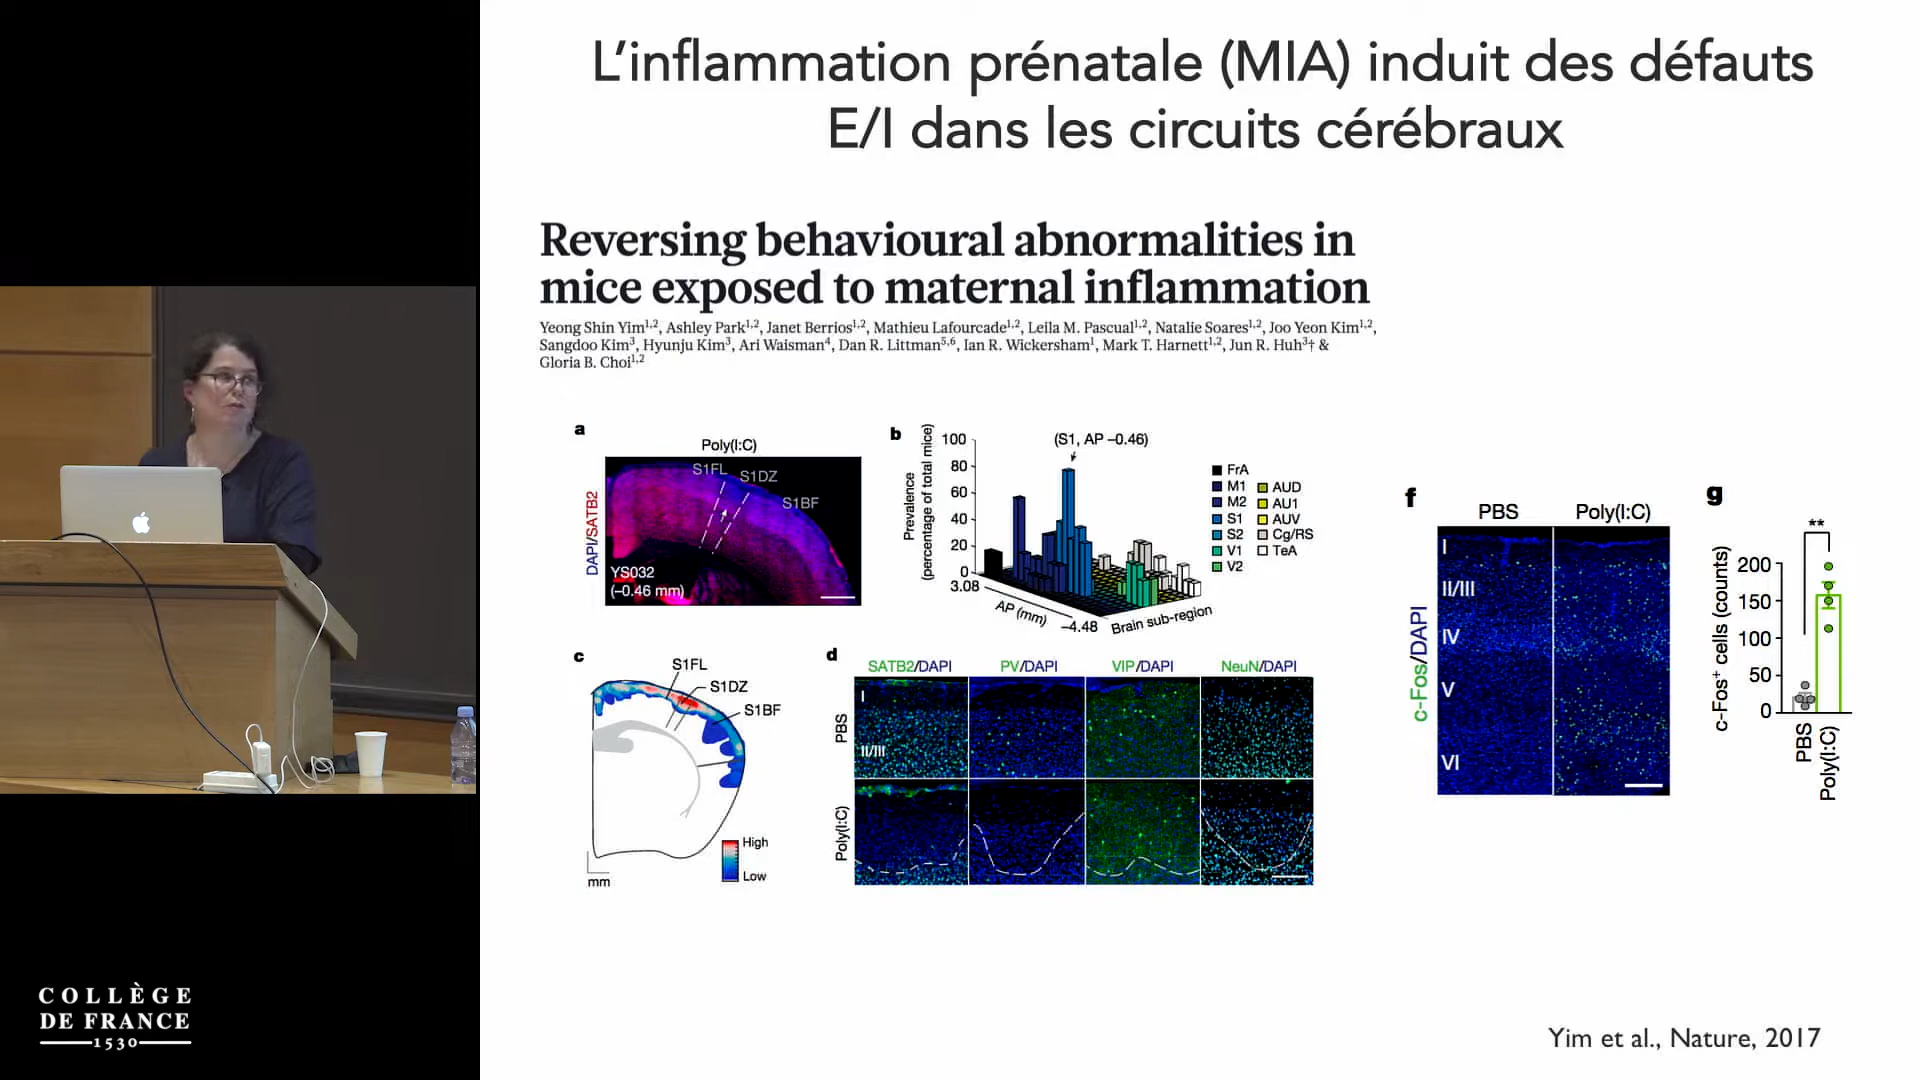 L'inflammation prénatale (MIA) induit des défauts
E/I dans les circuits cérébraux
Reversing behavioural abnormalities in
mice exposed to maternal inflammation
Yeong Shin Yim1,2, Ashley Park1,2, Janet Berrios1,2, Mathieu Lafourcade1,2, Leila M. Pascual1,2, Natalie Soares1,2, Joo Yeon Kim1,2,
Sangdoo Kim3, Hyunju Kim3, Ari Waisman4, Dan R. Littman5,6, Ian R. Wickersham1, Mark T. Harnett1,2, Jun R. Huh3† &
Gloria B. Choi1,2
a
Poly(I:C)
DAPI/SATB2
S1FL
S1DZ
S1BF
YS032
(–0.46 mm)
b
Prevalence
(percentage of total mice)
100
80
60
40
20
0
(S1, AP –0.46)
3.08
AP (mm)
–4.48
Brain sub-region
FrA
M1
M2
S1
S2
V1
V2
AUD
AU1
AUV
Cg/RS
TeA
c
S1FL
S1DZ
S1BF
High
Low
mm
d
SATB2/DAPI
PV/DAPI
VIP/DAPI
NeuN/DAPI
PBS
I
II/III
Poly(I:C)
f
PBS
Poly(I:C)
c-Fos/DAPI
I
II/III
IV
V
VI
g
**
c-Fos+ cells (counts)
200
150
100
50
0
PBS
Poly(I:C)
COLLÈGE
DE FRANCE
1530
Yim et al., Nature, 2017